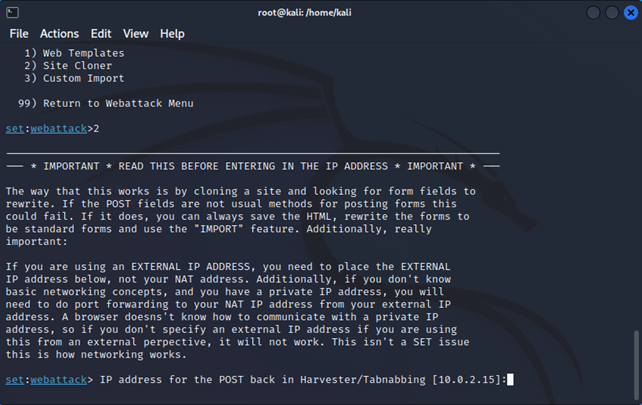 root@kali: /home/kali
File Actions Edit View Help
1) Web Templates
2) Site Cloner
3) Custom Import
99) Return to Webattack Menu
set:webattack>2
--- * IMPORTANT * READ THIS BEFORE ENTERING IN THE IP ADDRESS * IMPORTANT * ---
The way that this works is by cloning a site and looking for form fields to
rewrite. If the POST fields are not usual methods for posting forms this
could fail. If it does, you can always save the HTML, rewrite the forms to
be standard forms and use the "IMPORT" feature. Additionally, really
important:
If you are using an EXTERNAL IP ADDRESS, you need to place the EXTERNAL
IP address below, not your NAT address. Additionally, if you don't know
basic networking concepts, and you have a private IP address, you will
need to do port forwarding to your NAT IP address from your external IP
address. A browser doesns't know how to communicate with a private IP
address, so if you don't specify an external IP address if you are using
this from an external perpective, it will not work. This isn't a SET issue
this is how networking works.
set:webattack> IP address for the POST back in Harvester/Tabnabbing [10.0.2.15]: